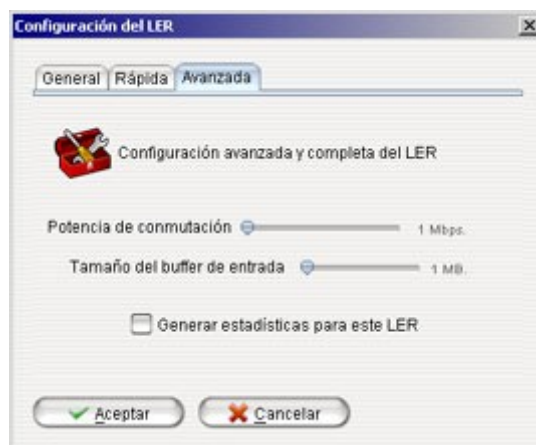 Configuración del LER
General Rápida Avanzada
Configuración avanzada y completa del LER
Potencia de conmutación 1 Mbps.
Tamaño del buffer de entrada 1 MB.
Generar estadísticas para este LER
Aceptar Cancelar